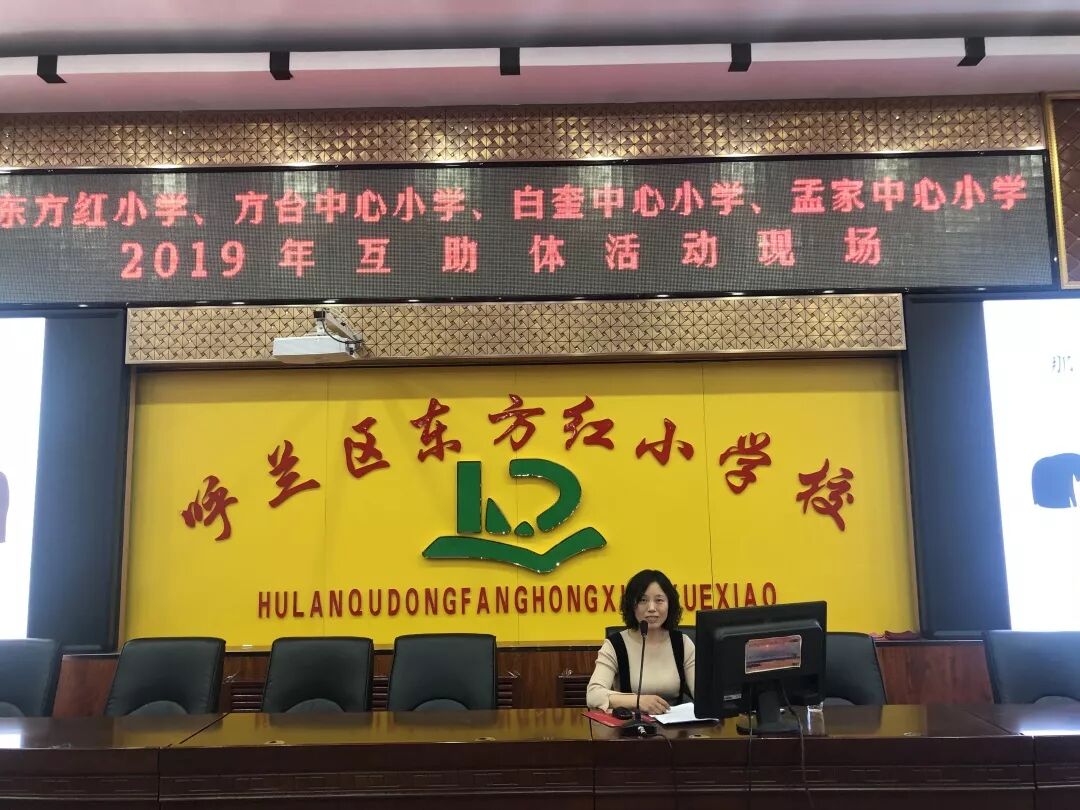 东方红小学、方台中心小学、白奎中心小学、孟家中心小学
2019年互助体活动现场
呼兰区东方红小学校
HULANQUDONGFANGHONGXI UEXIAO